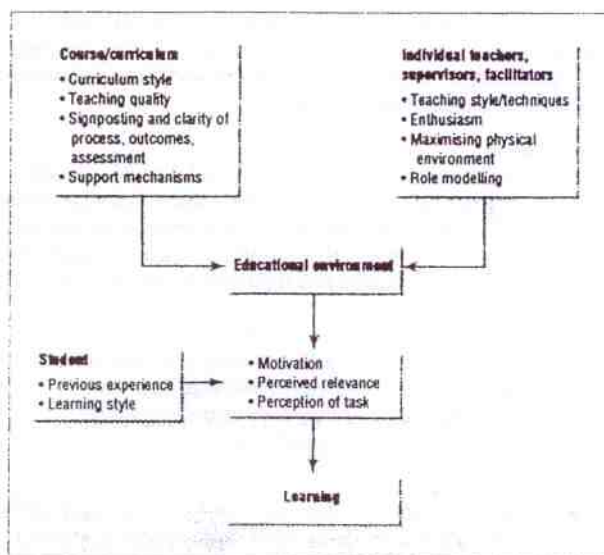 Course/curriculum
• Curriculum style
• Teaching quality
• Signposting and clarity of
process, outcomes,
assessment
• Support mechanisms
Individual teachers,
supervisors, facilitators
• Teaching style/techniques
• Enthusiasm
• Maximising physical
environment
• Role modelling
Educational environment
Student
• Previous experience
• Learning style
• Motivation
• Perceived relevance
• Perception of task
Learning